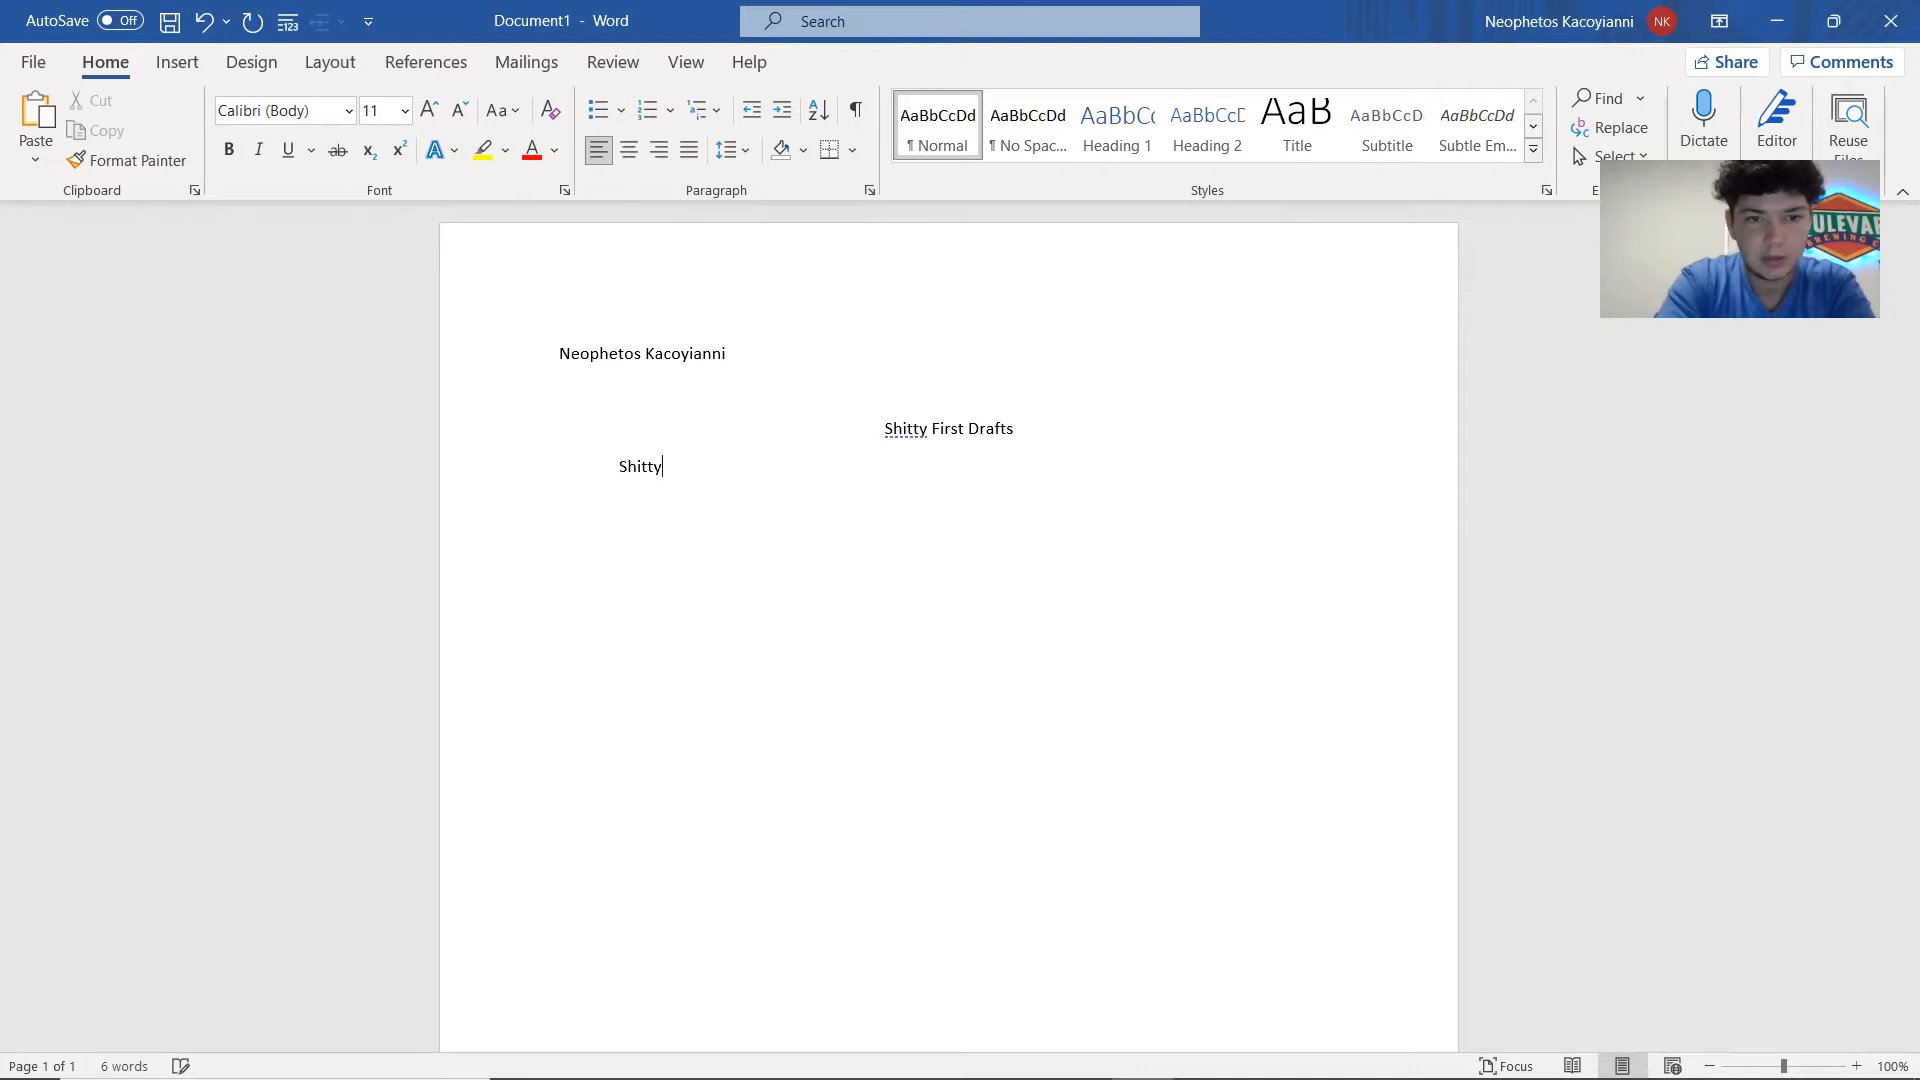 AutoSave Off Document1 - Word Search Neophetos Kacoyianni NK
File Home Insert Design Layout References Mailings Review View Help Share Comments
Paste Cut Copy Format Painter
Clipboard
Calibri (Body) 11
Font
Paragraph
AaBbCcDd AaBbCcDd AaBbCc AaBbCcD AaB AaBbCcD AaBbCcDd
¶ Normal ¶ No Spac... Heading 1 Heading 2 Title Subtitle Subtle Em...
Styles
Find
Replace
Select
Dictate Editor Reuse
Files
ULEVAR
BREWING C
Neophetos Kacoyianni
Shitty First Drafts
Shitty
Page 1 of 1 6 words Focus 100%